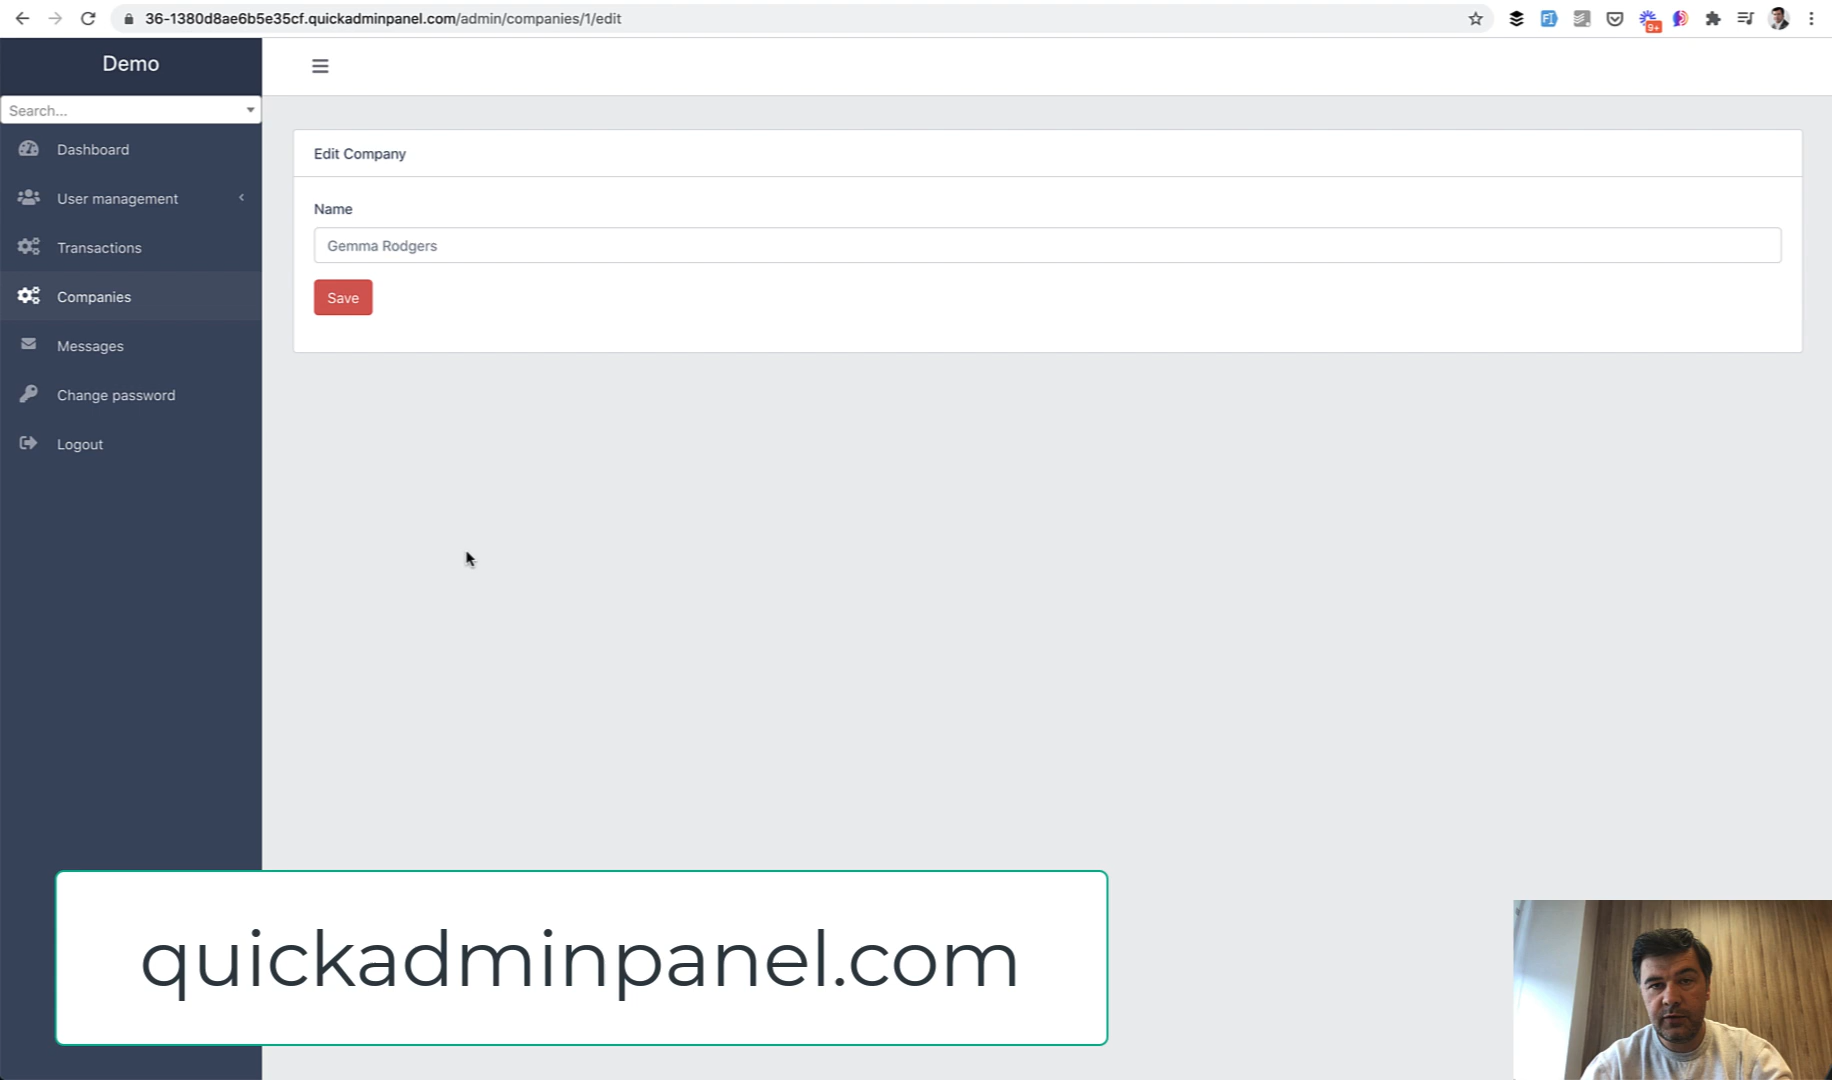 36-1380d8ae6b5e35cf.quickadminpanel.com/admin/companies/1/edit
9+
Demo
Search...
Dashboard
User management
Transactions
Companies
Messages
Change password
Logout
Edit Company
Name
Gemma Rodgers
Save
quickadminpanel.com